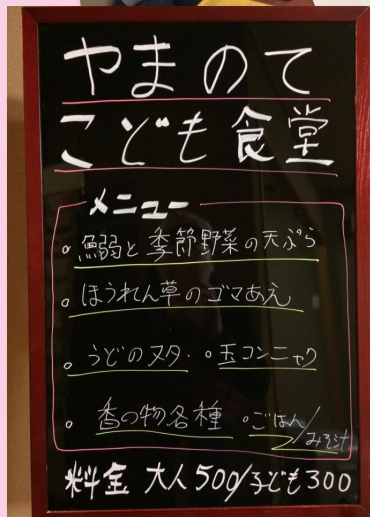 やまのて
こども食堂
メニュー
。鰯と季節野菜の天ぷら
。ほうれん草のゴマあえ
。うどのヌタ 。玉コンニャク
。香の物各種 。ごはん/みそ汁
料金 大人500/子ども300